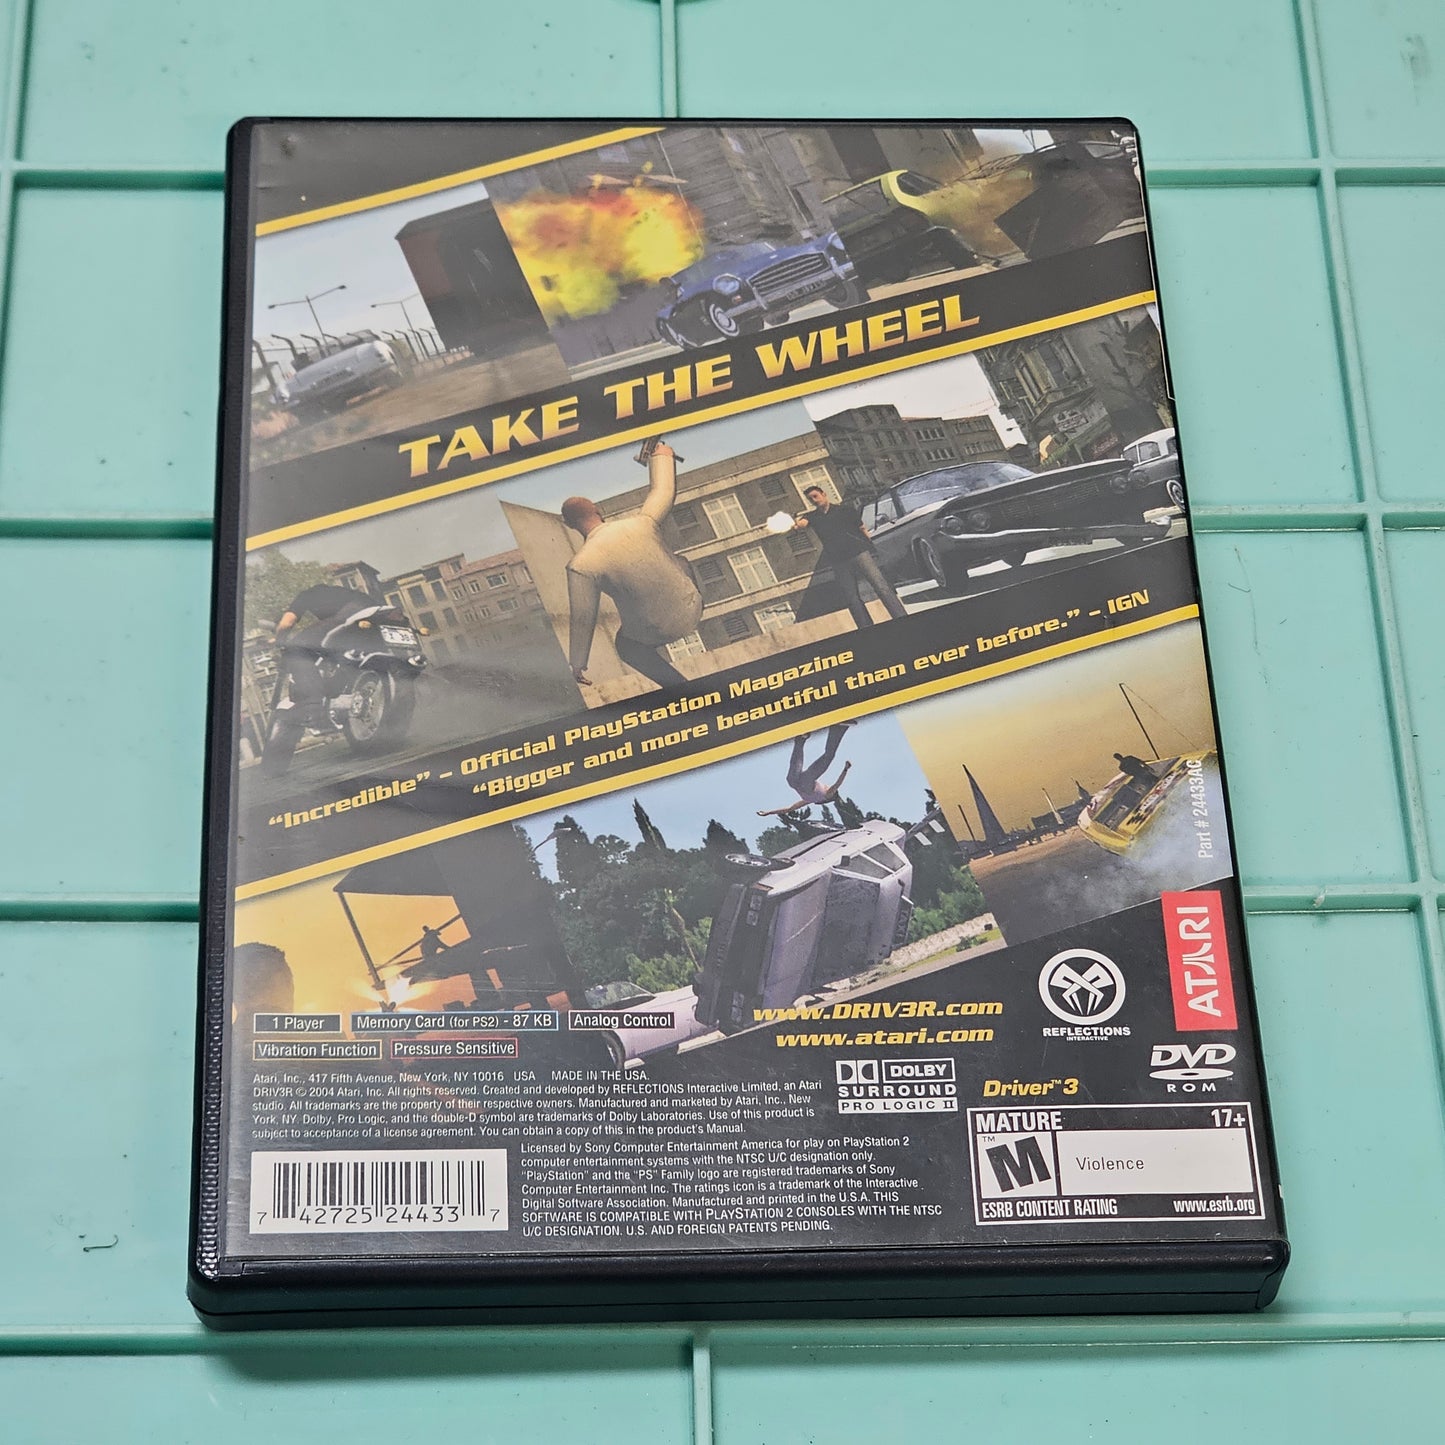 TAKE THE WHEEL
“Incredible” – Official PlayStation Magazine
“Bigger and more beautiful than ever before.” – IGN
Part # 24433AC
ATARI
www.DRIV3R.com
www.atari.com
REFLECTIONS
INTERACTIVE
1 Player
Memory Card (for PS2) - 87 KB
Analog Control
Vibration Function
Pressure Sensitive
DOLBY
SURROUND
PRO LOGIC II
Driver™ 3
DVD
ROM
Atari, Inc., 417 Fifth Avenue, New York, NY 10016 USA MADE IN THE USA.
DRIV3R © 2004 Atari, Inc. All rights reserved. Created and developed by REFLECTIONS Interactive Limited, an Atari
studio. All trademarks are the property of their respective owners. Manufactured and marketed by Atari, Inc., New
York, NY. Dolby, Pro Logic, and the double-D symbol are trademarks of Dolby Laboratories. Use of this product is
subject to acceptance of a license agreement. You can obtain a copy of this in the product's Manual.
Licensed by Sony Computer Entertainment America for play on PlayStation 2
computer entertainment systems with the NTSC U/C designation only.
“PlayStation” and the “PS” Family logo are registered trademarks of Sony
Computer Entertainment Inc. The ratings icon is a trademark of the Interactive
Digital Software Association. Manufactured and printed in the U.S.A. THIS
SOFTWARE IS COMPATIBLE WITH PLAYSTATION 2 CONSOLES WITH THE NTSC
U/C DESIGNATION. U.S. AND FOREIGN PATENTS PENDING.
7 42725 24433 7
MATURE 17+
M
™
Violence
ESRB CONTENT RATING www.esrb.org